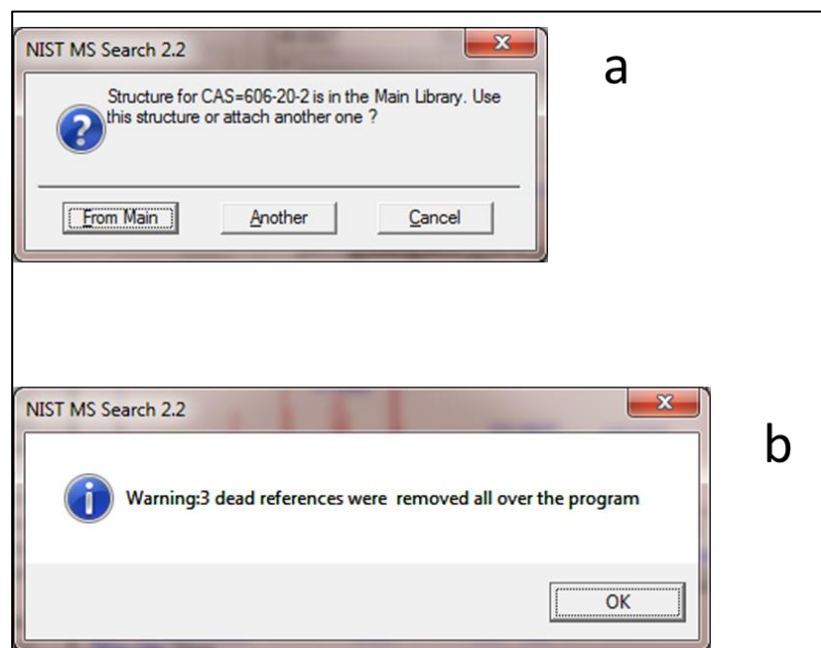 NIST MS Search 2.2
a
Structure for CAS=606-20-2 is in the Main Library. Use
this structure or attach another one ?
From Main
Another
Cancel
NIST MS Search 2.2
b
Warning:3 dead references were  removed all over the program
OK